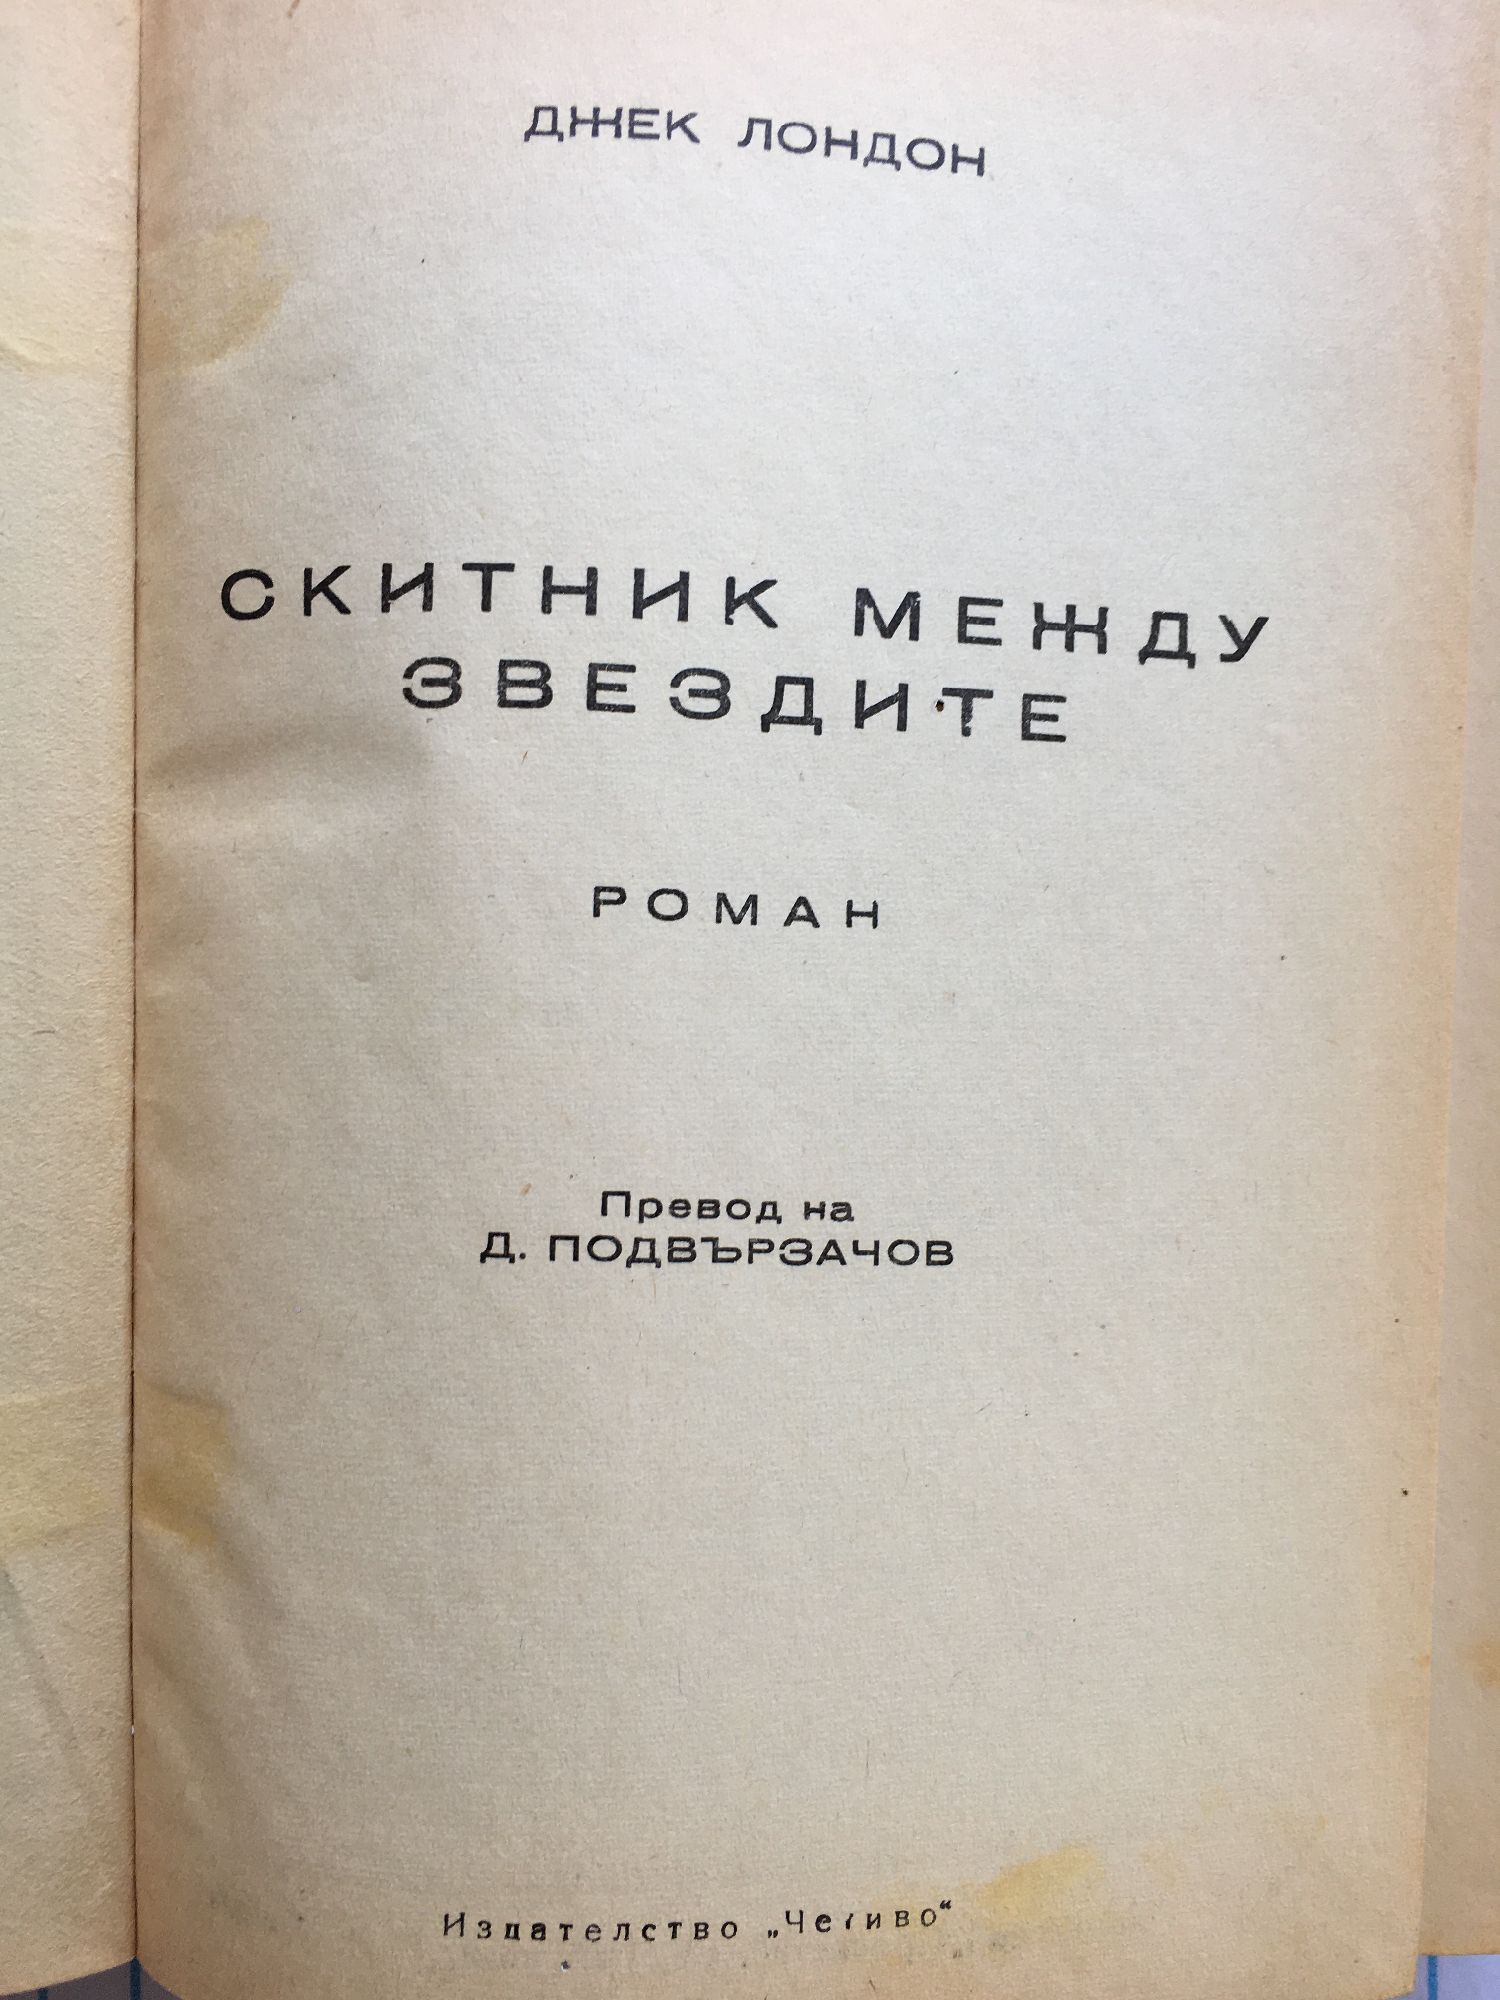 ДЖЕК ЛОНДОН
СКИТНИК МЕЖДУ
ЗВЕЗДИТЕ
РОМАН
Превод на
Д. ПОДВЪРЗАЧОВ
Издателство „Четиво“